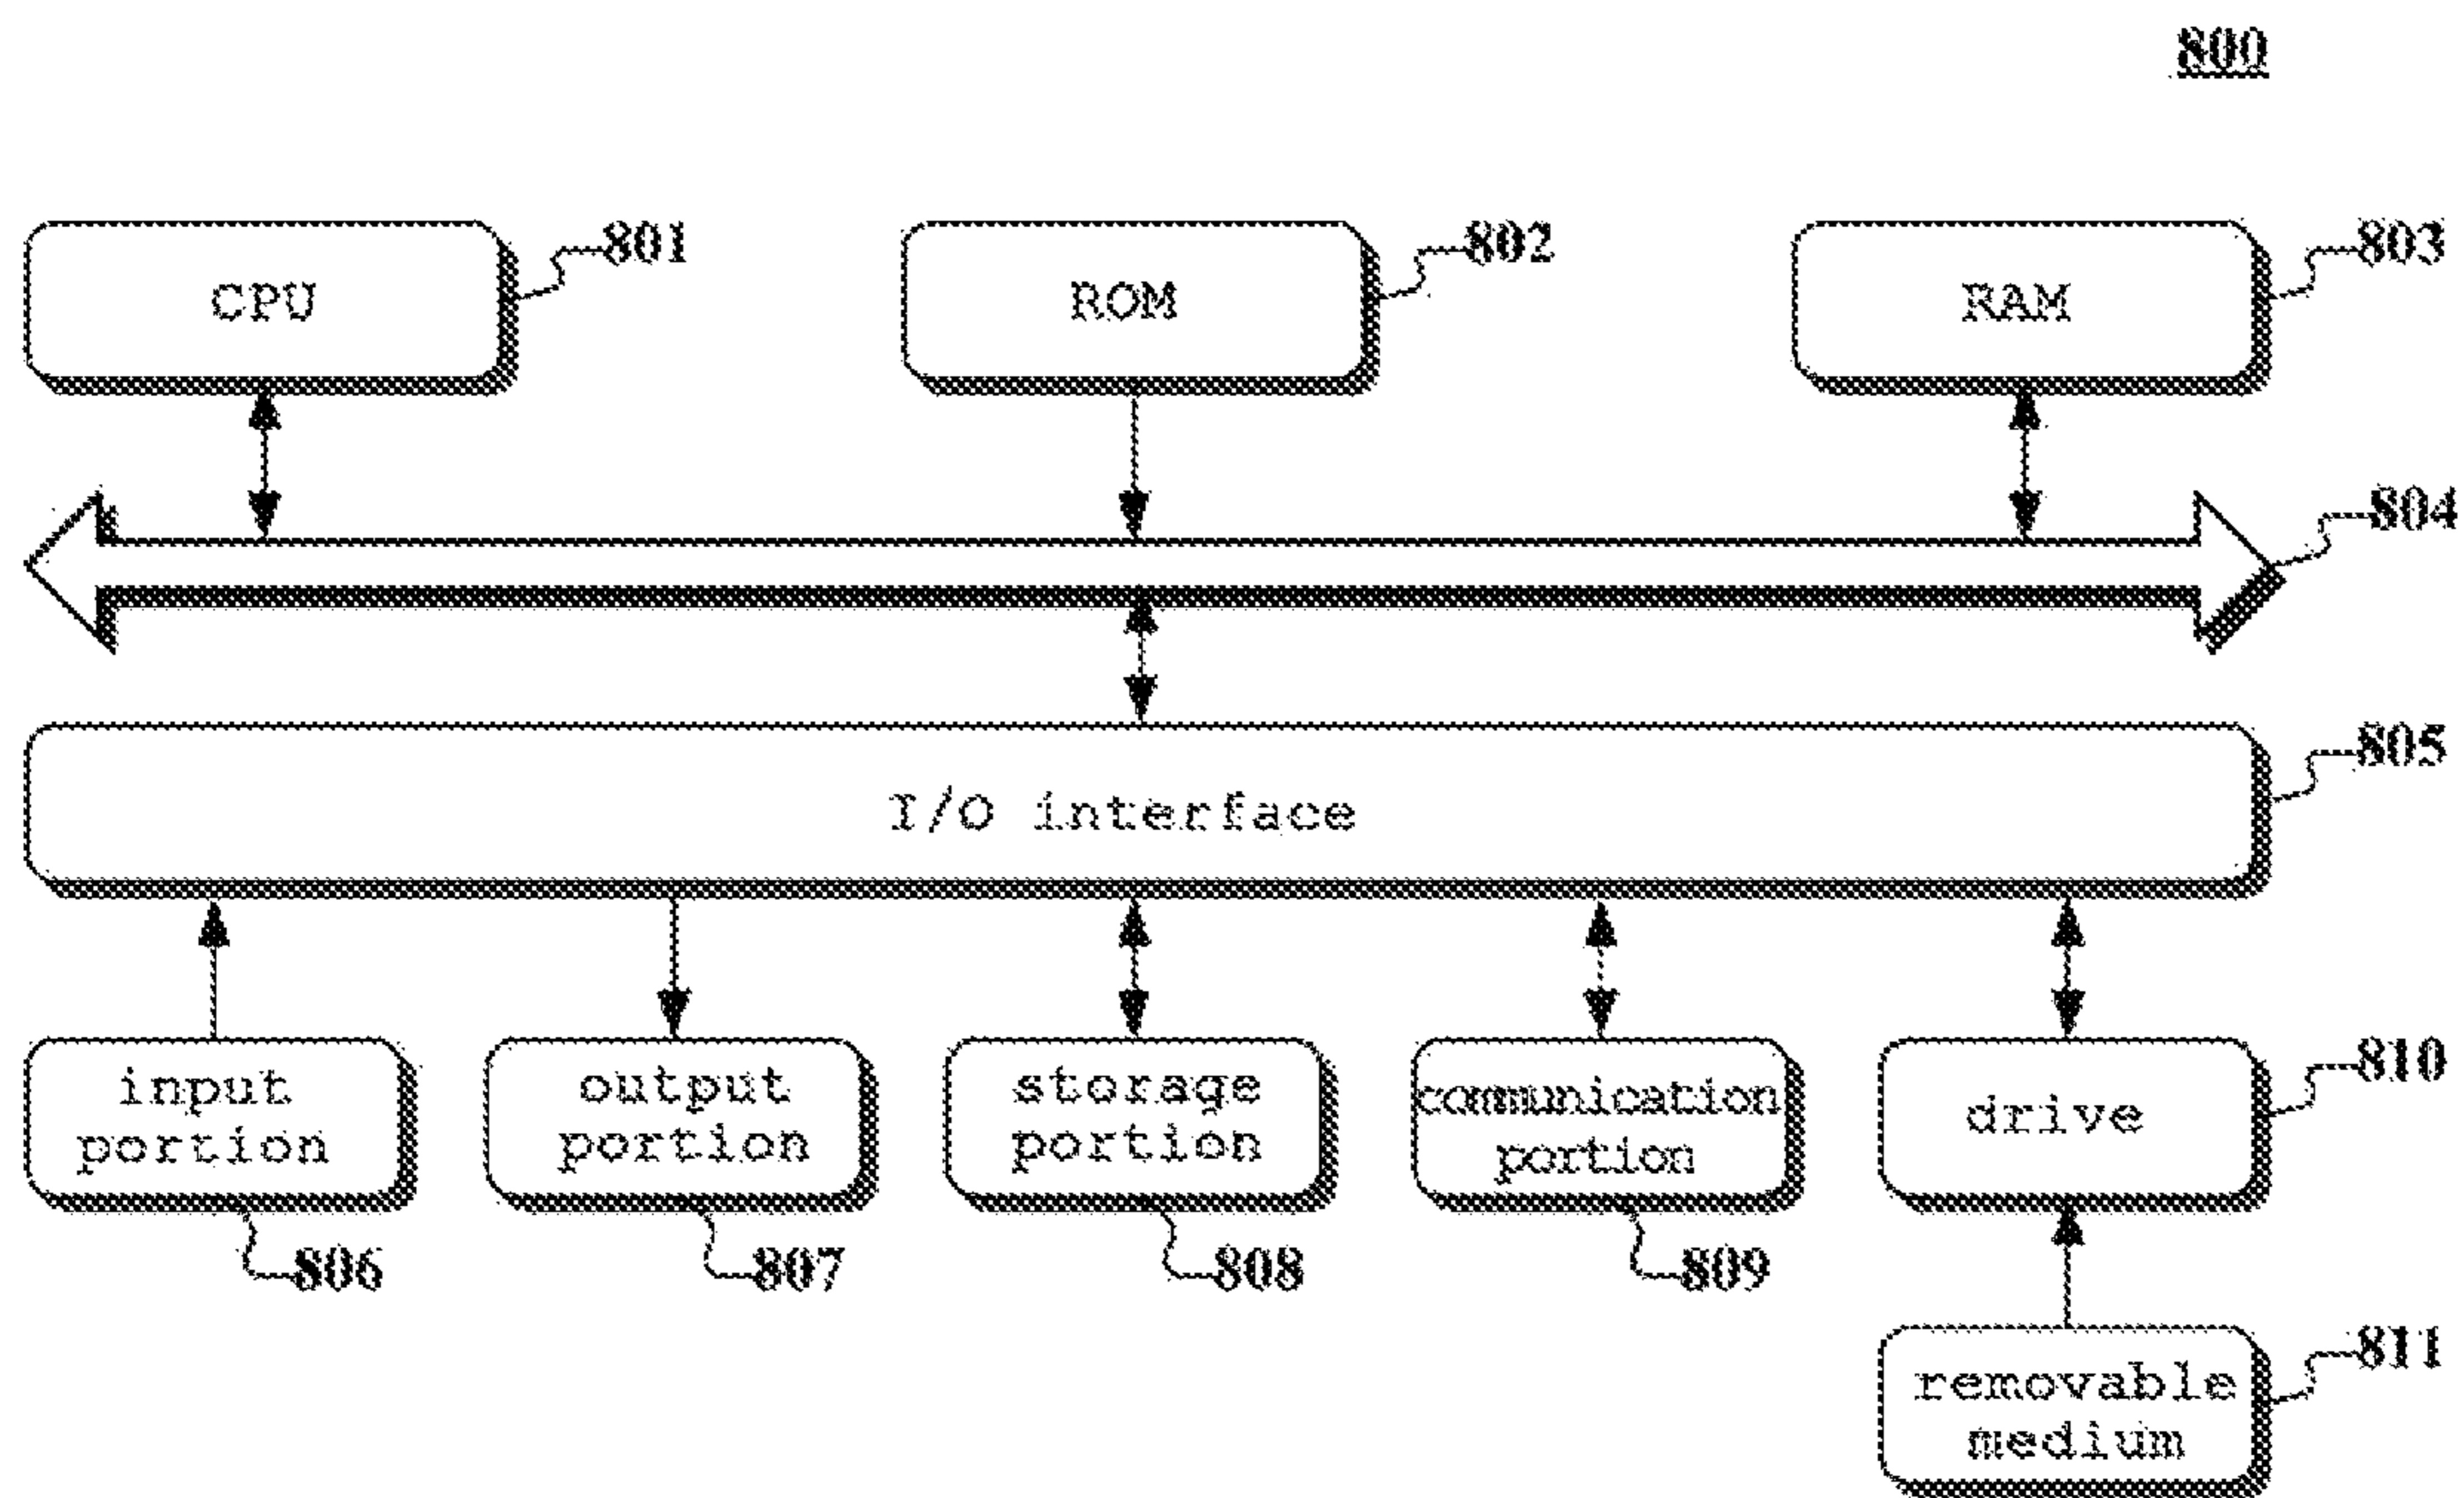 800
CPU
801
ROM
802
RAM
803
804
I/O interface
805
input
portion
806
output
portion
807
storage
portion
808
communication
portion
809
drive
810
removable
medium
811